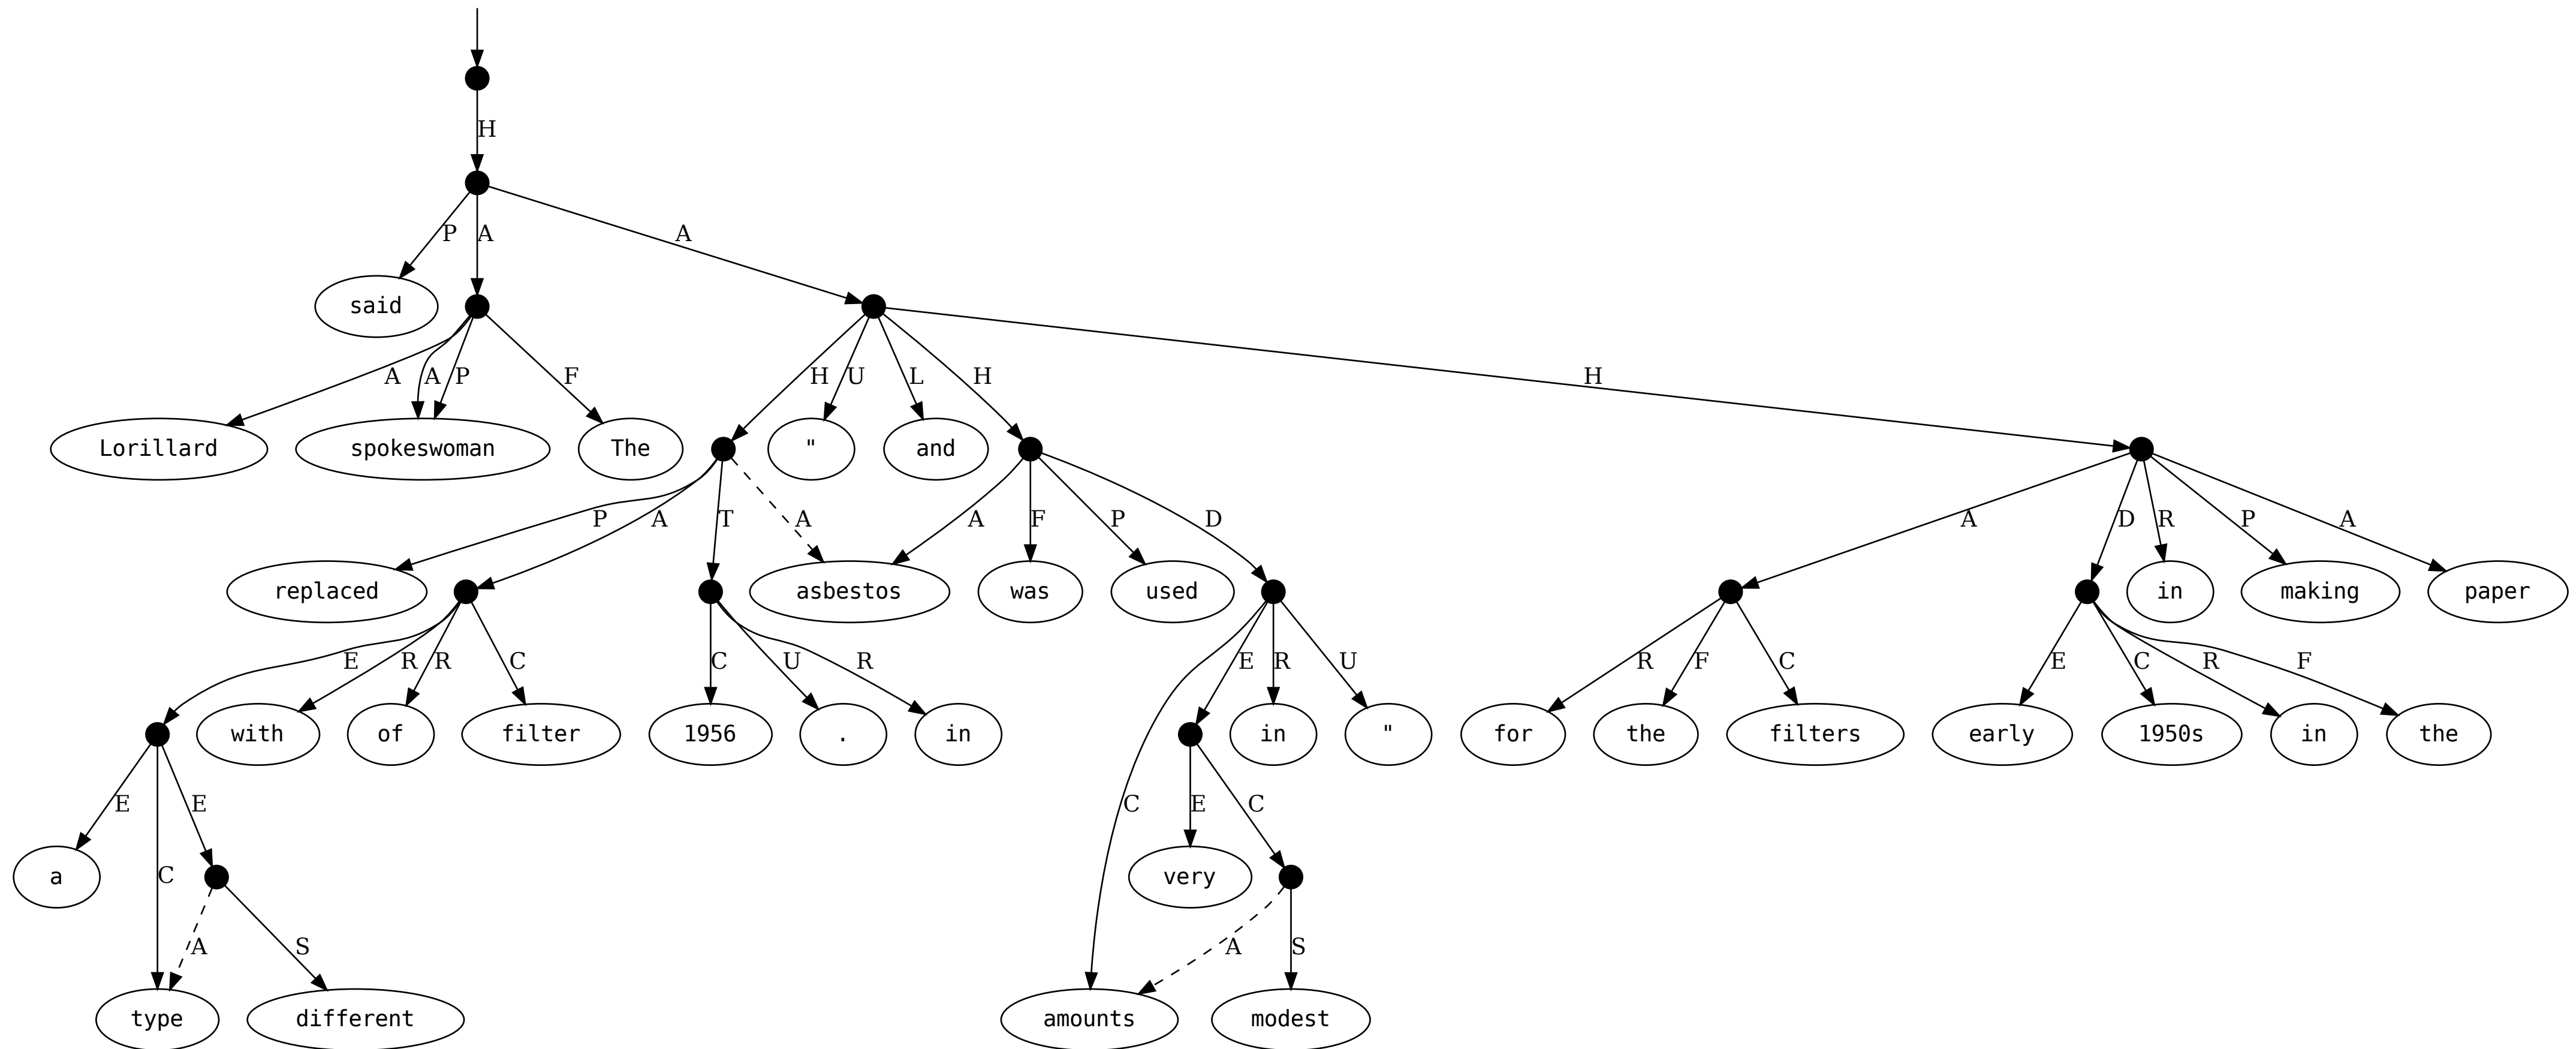 H
P A A
said
A A P F H U L H H
Lorillard spokeswoman The " and
P A T A A F P D A D R P A
replaced asbestos was used in making paper
E R R C C U R E R U R F C E C R F
with of filter 1956 . in in " for the filters early 1950s in the
E C E C E C
a very
A S A S
type different amounts modest